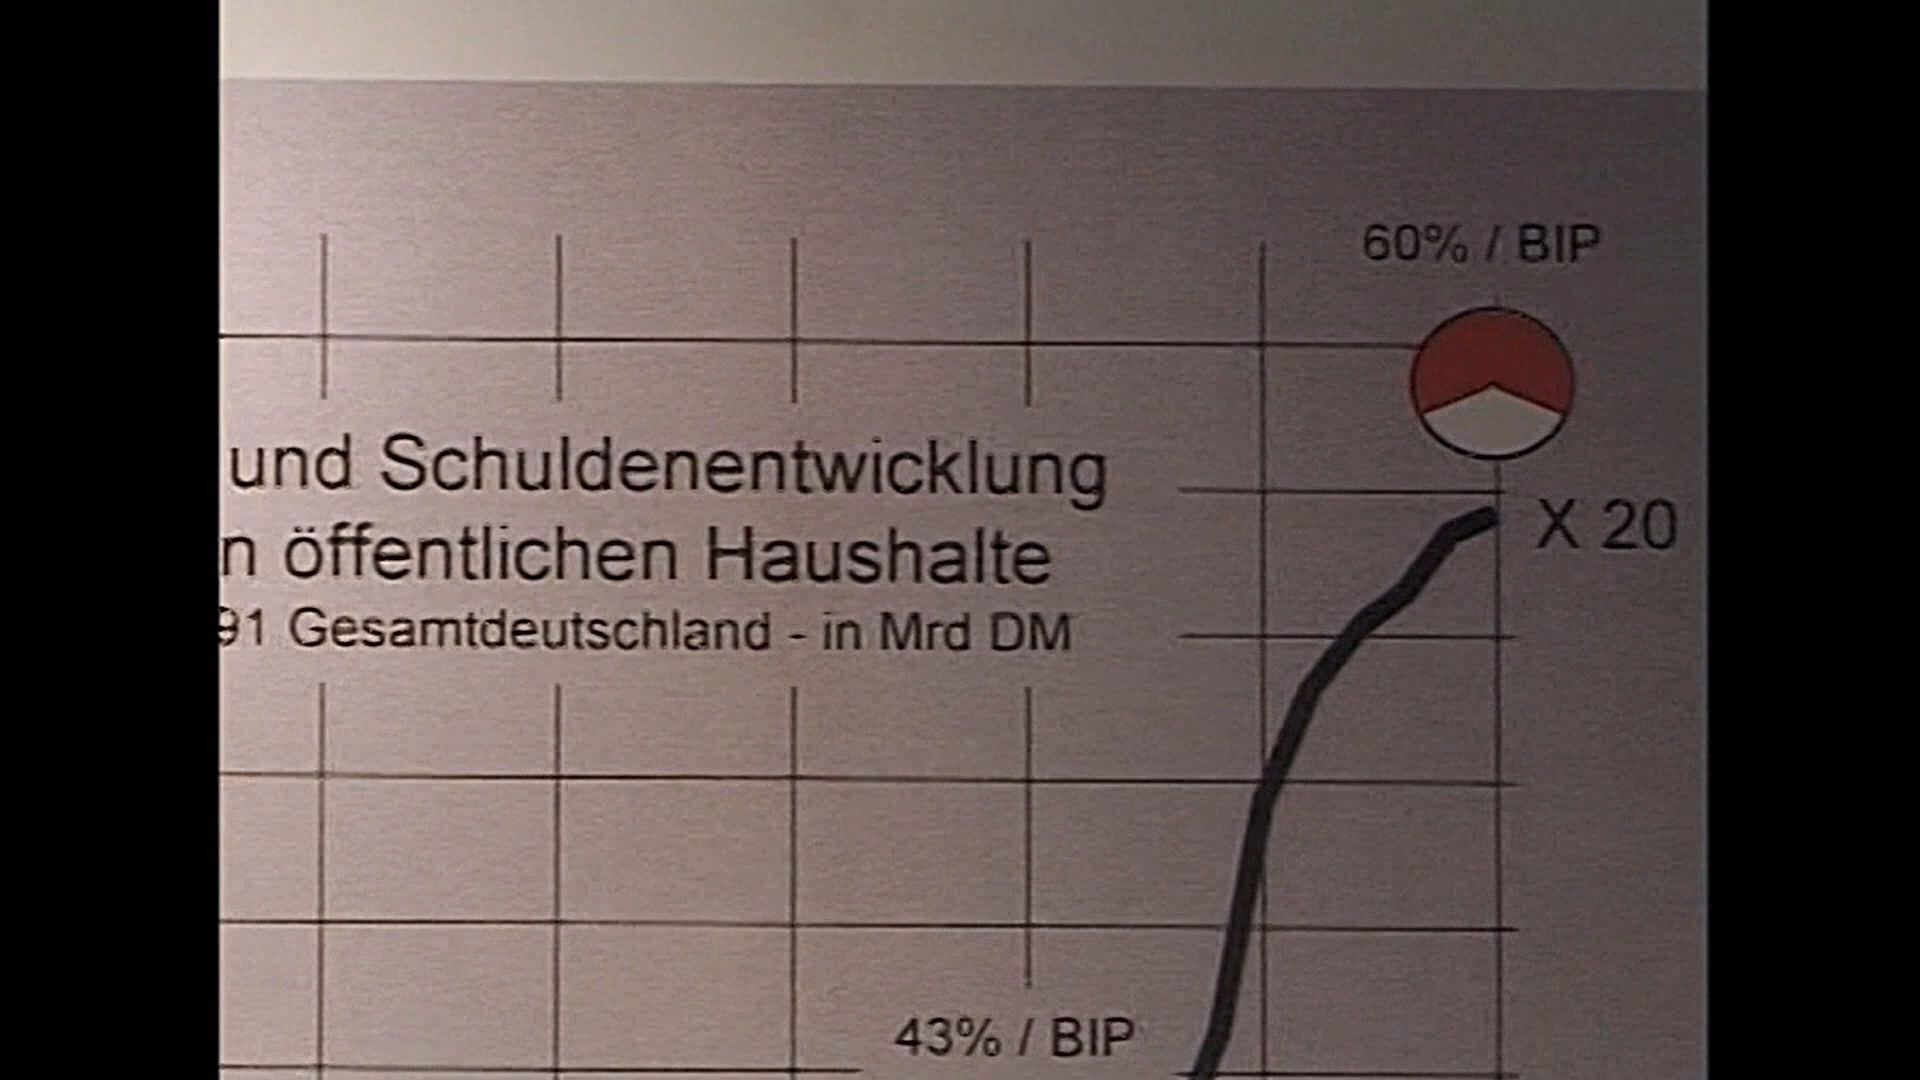 60% / BIP
und Schuldenentwicklung
X 20
n öffentlichen Haushalte
91 Gesamtdeutschland - in Mrd DM
43% / BIP